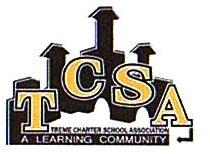 TCSA
TREME CHARTER SCHOOL ASSOCIATION
A LEARNING COMMUNITY